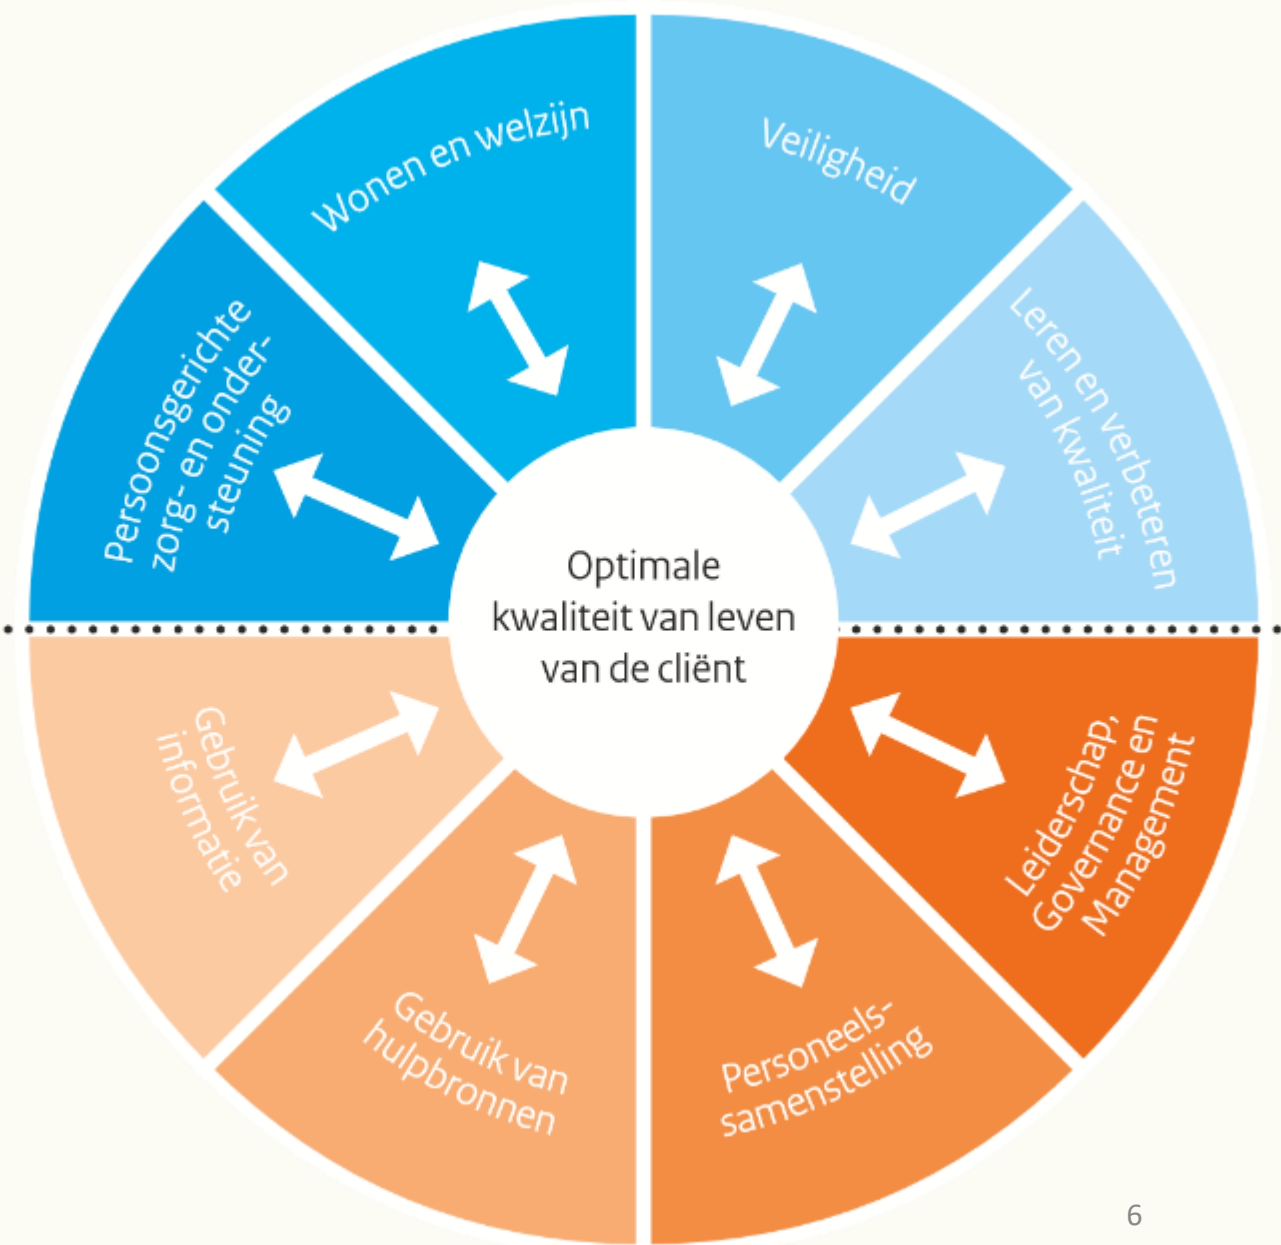 Wonen en welzijn
Veiligheid
Persoonsgerichte
zorg- en onder-
steuning
Leren en verbeteren
van kwaliteit
Optimale
kwaliteit van leven
van de cliënt
Gebruik van
informatie
Leiderschap,
Governance en
Management
Gebruik van
hulpbronnen
Personeels-
samenstelling
6